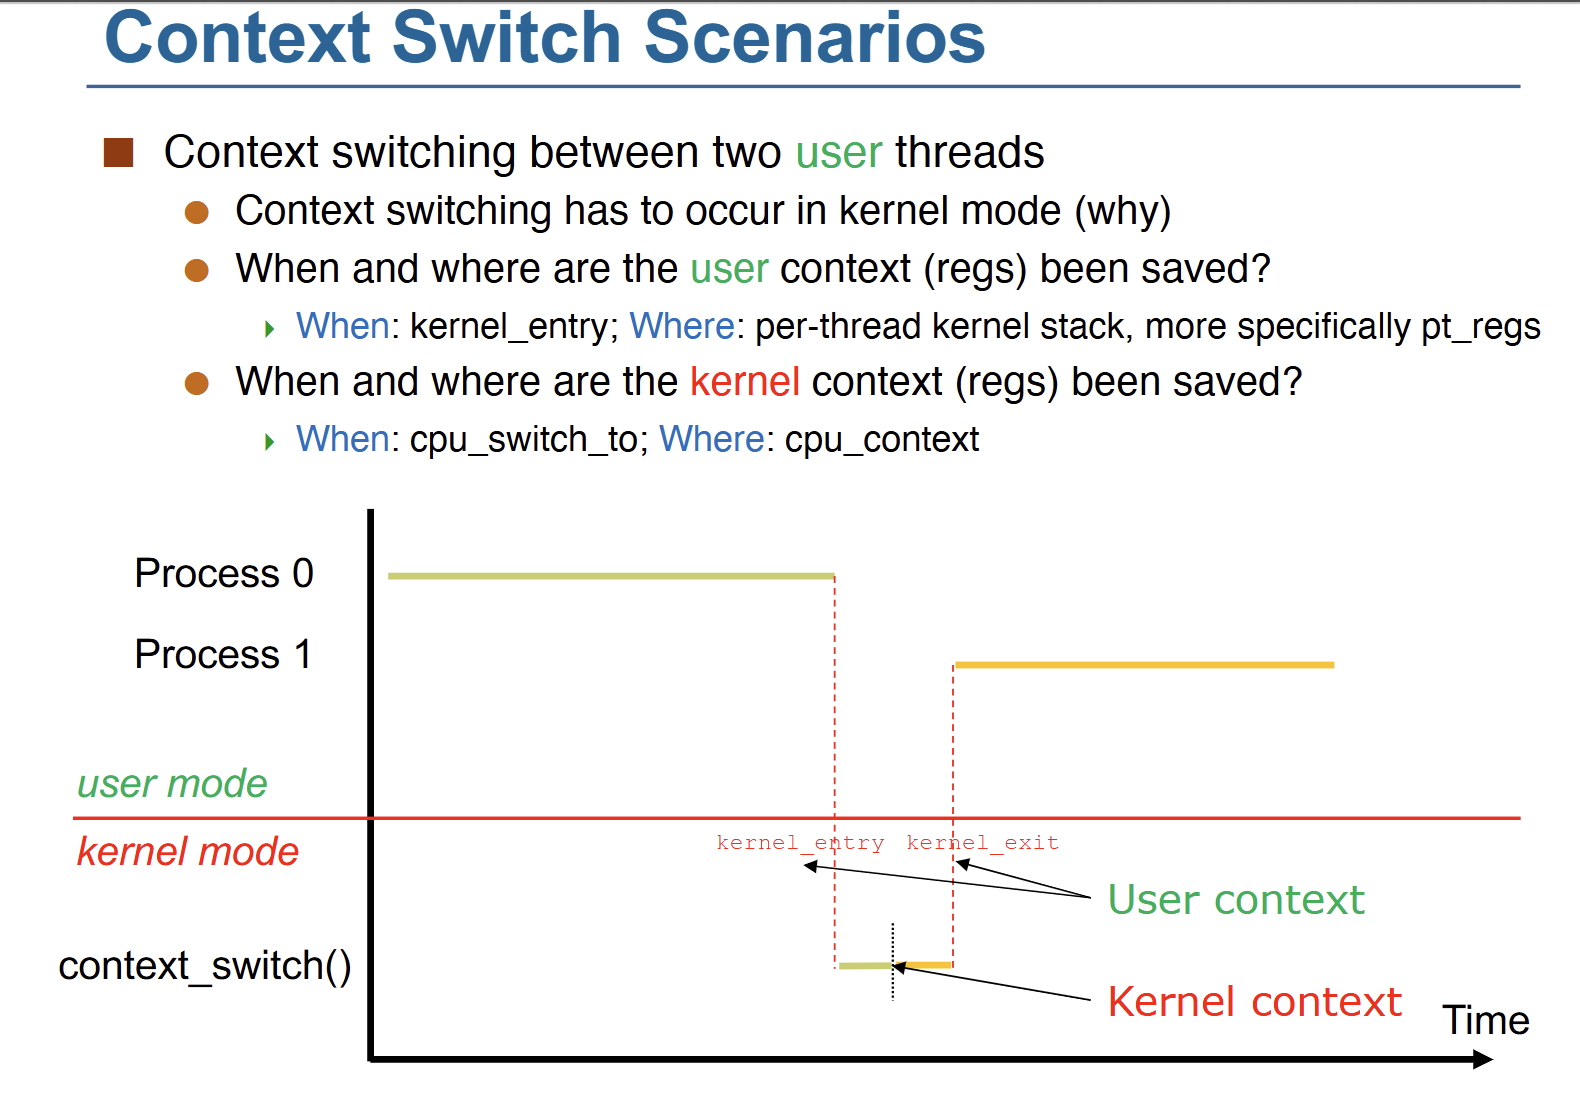 Context Switch Scenarios
Context switching between two user threads
Context switching has to occur in kernel mode (why)
When and where are the user context (regs) been saved?
When: kernel_entry; Where: per-thread kernel stack, more specifically pt_regs
When and where are the kernel context (regs) been saved?
When: cpu_switch_to; Where: cpu_context
Process 0
Process 1
user mode
kernel mode
kernel_entry kernel_exit
User context
context_switch()
Kernel context
Time